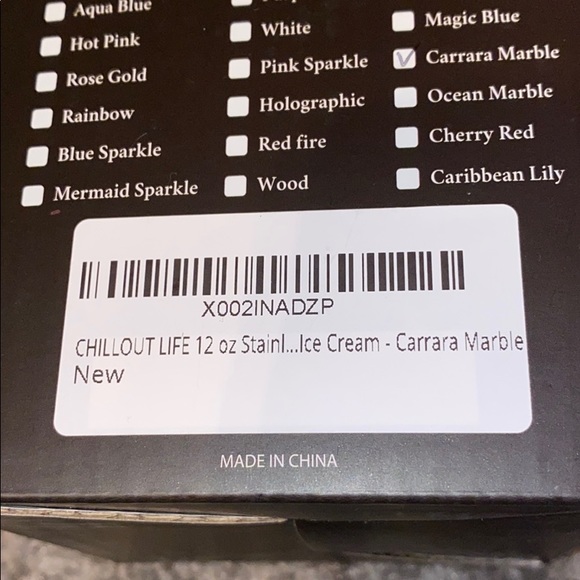 Aqua Blue
Hot Pink
Rose Gold
Rainbow
Blue Sparkle
Mermaid Sparkle
White
Pink Sparkle
Holographic
Red fire
Wood
Magic Blue
Carrara Marble
Ocean Marble
Cherry Red
Caribbean Lily
X002INADZP
CHILLOUT LIFE 12 oz Stainl...Ice Cream - Carrara Marble
New
MADE IN CHINA